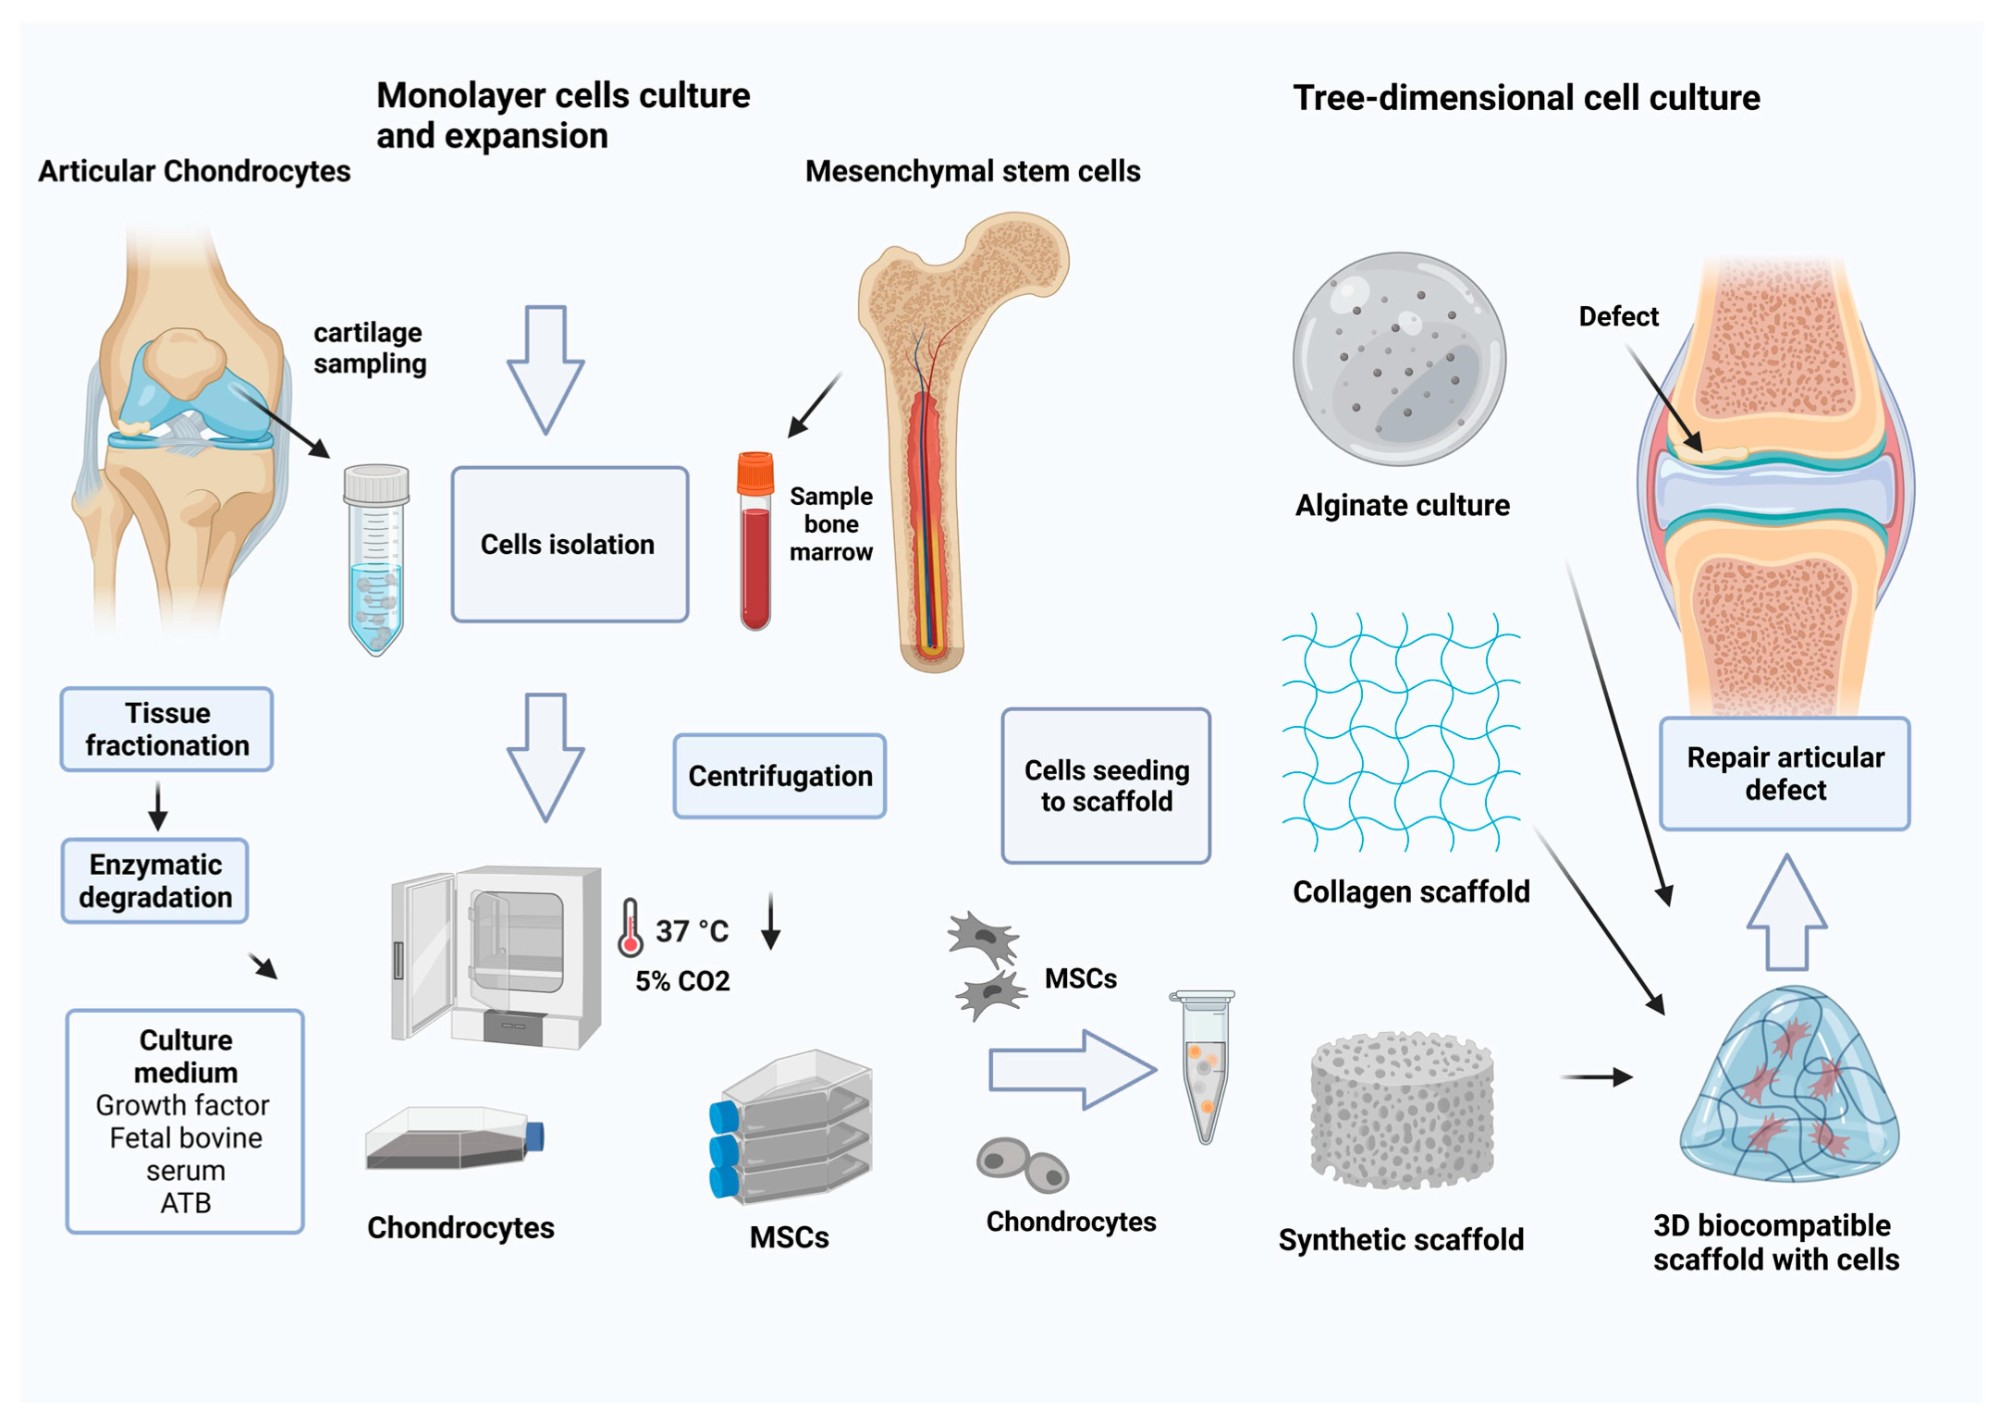 Monolayer cells culture
and expansion
Tree-dimensional cell culture
Articular Chondrocytes
Mesenchymal stem cells
cartilage
sampling
Defect
Sample
bone
marrow
Cells isolation
Alginate culture
Tissue
fractionation
Centrifugation
Cells seeding
to scaffold
Repair articular
defect
Enzymatic
degradation
Collagen scaffold
37 °C
5% CO2
MSCs
Culture
medium
Growth factor
Fetal bovine
serum
ATB
Chondrocytes
MSCs
Chondrocytes
Synthetic scaffold
3D biocompatible
scaffold with cells